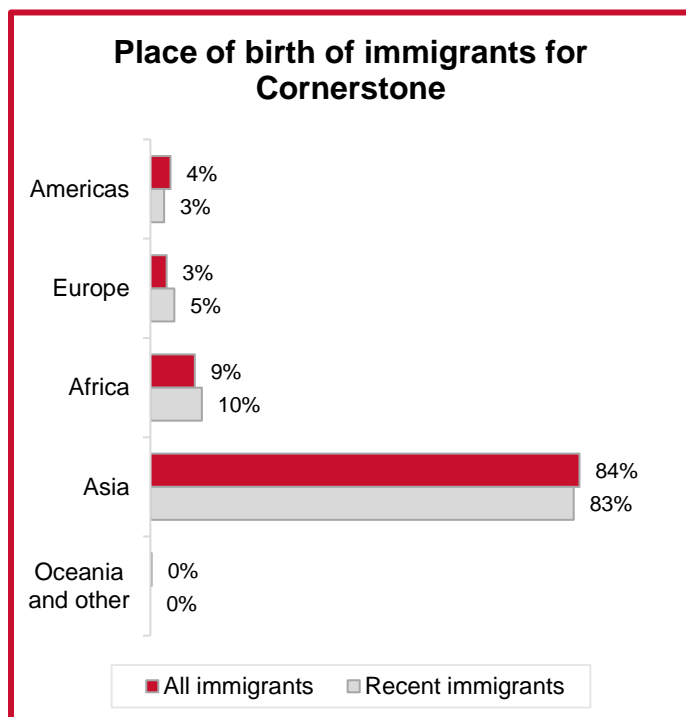 Place of birth of immigrants for
Cornerstone
Americas
4%
3%
Europe
3%
5%
Africa
9%
10%
Asia
84%
83%
Oceania
and other
0%
0%
All immigrants
Recent immigrants